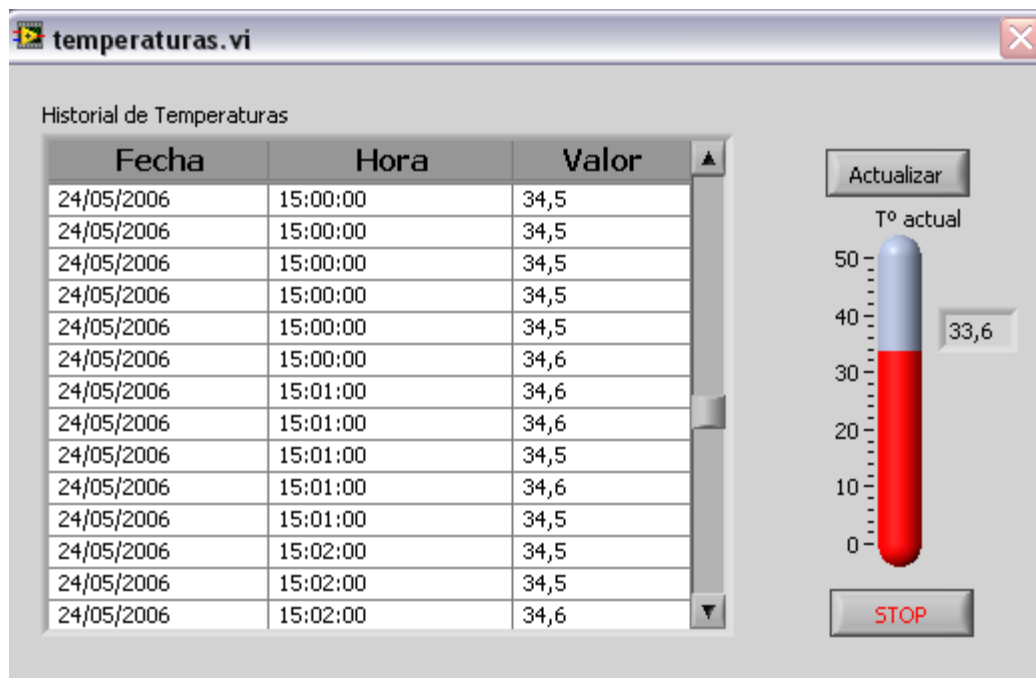 temperaturas.vi
Historial de Temperaturas
Fecha Hora Valor
24/05/2006 15:00:00 34,5
24/05/2006 15:00:00 34,5
24/05/2006 15:00:00 34,5
24/05/2006 15:00:00 34,5
24/05/2006 15:00:00 34,5
24/05/2006 15:00:00 34,6
24/05/2006 15:01:00 34,6
24/05/2006 15:01:00 34,6
24/05/2006 15:01:00 34,5
24/05/2006 15:01:00 34,6
24/05/2006 15:01:00 34,5
24/05/2006 15:02:00 34,5
24/05/2006 15:02:00 34,5
24/05/2006 15:02:00 34,6
Actualizar
Tº actual
50
40
33,6
30
20
10
0
STOP